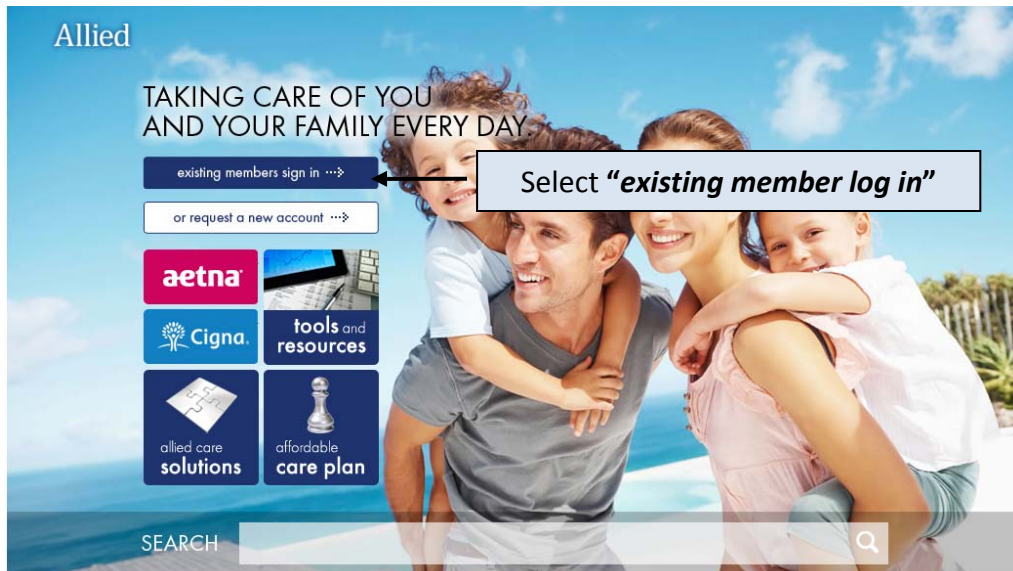 Allied
TAKING CARE OF YOU
AND YOUR FAMILY EVERY DAY.
existing members sign in ···>
Select “existing member log in”
or request a new account ···>
aetna
Cigna.
tools and
resources
allied care
solutions
affordable
care plan
SEARCH